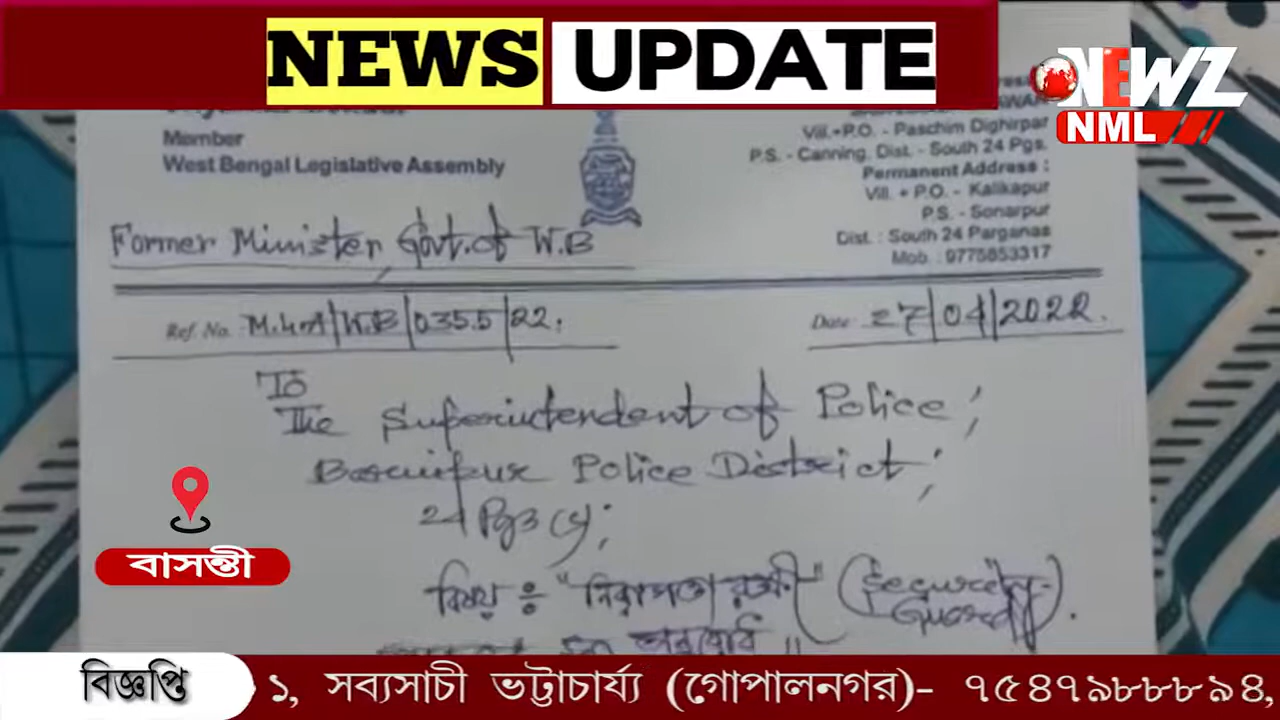 NEWS UPDATE
NEWZ
NML
Member
West Bengal Legislative Assembly
Vill.+P.O. - Paschim Dighirpar
P.S. - Canning, Dist. - South 24 Pgs.
Permanent Address :
Vill. + P.O. - Kalikapur
P.S. - Sonarpur
Dist. : South 24 Parganas
Mob. : 9775853317
Former Minister, Govt. of W.B
Ref. No. M.L.A/W.B/0355/22.
Date: 27/04/2022.
To
The Superintendent of Police,
Baruipur Police District,
24 Pgs (S),
বিষয় ঃ "নিরাপত্তা রক্ষী" (Security Guard).
বাসন্তী
বিজ্ঞপ্তি
১, সব্যসাচী ভট্টাচার্য্য (গোপালনগর)- ৭৫৪৭৯৮৮৮৯৪,